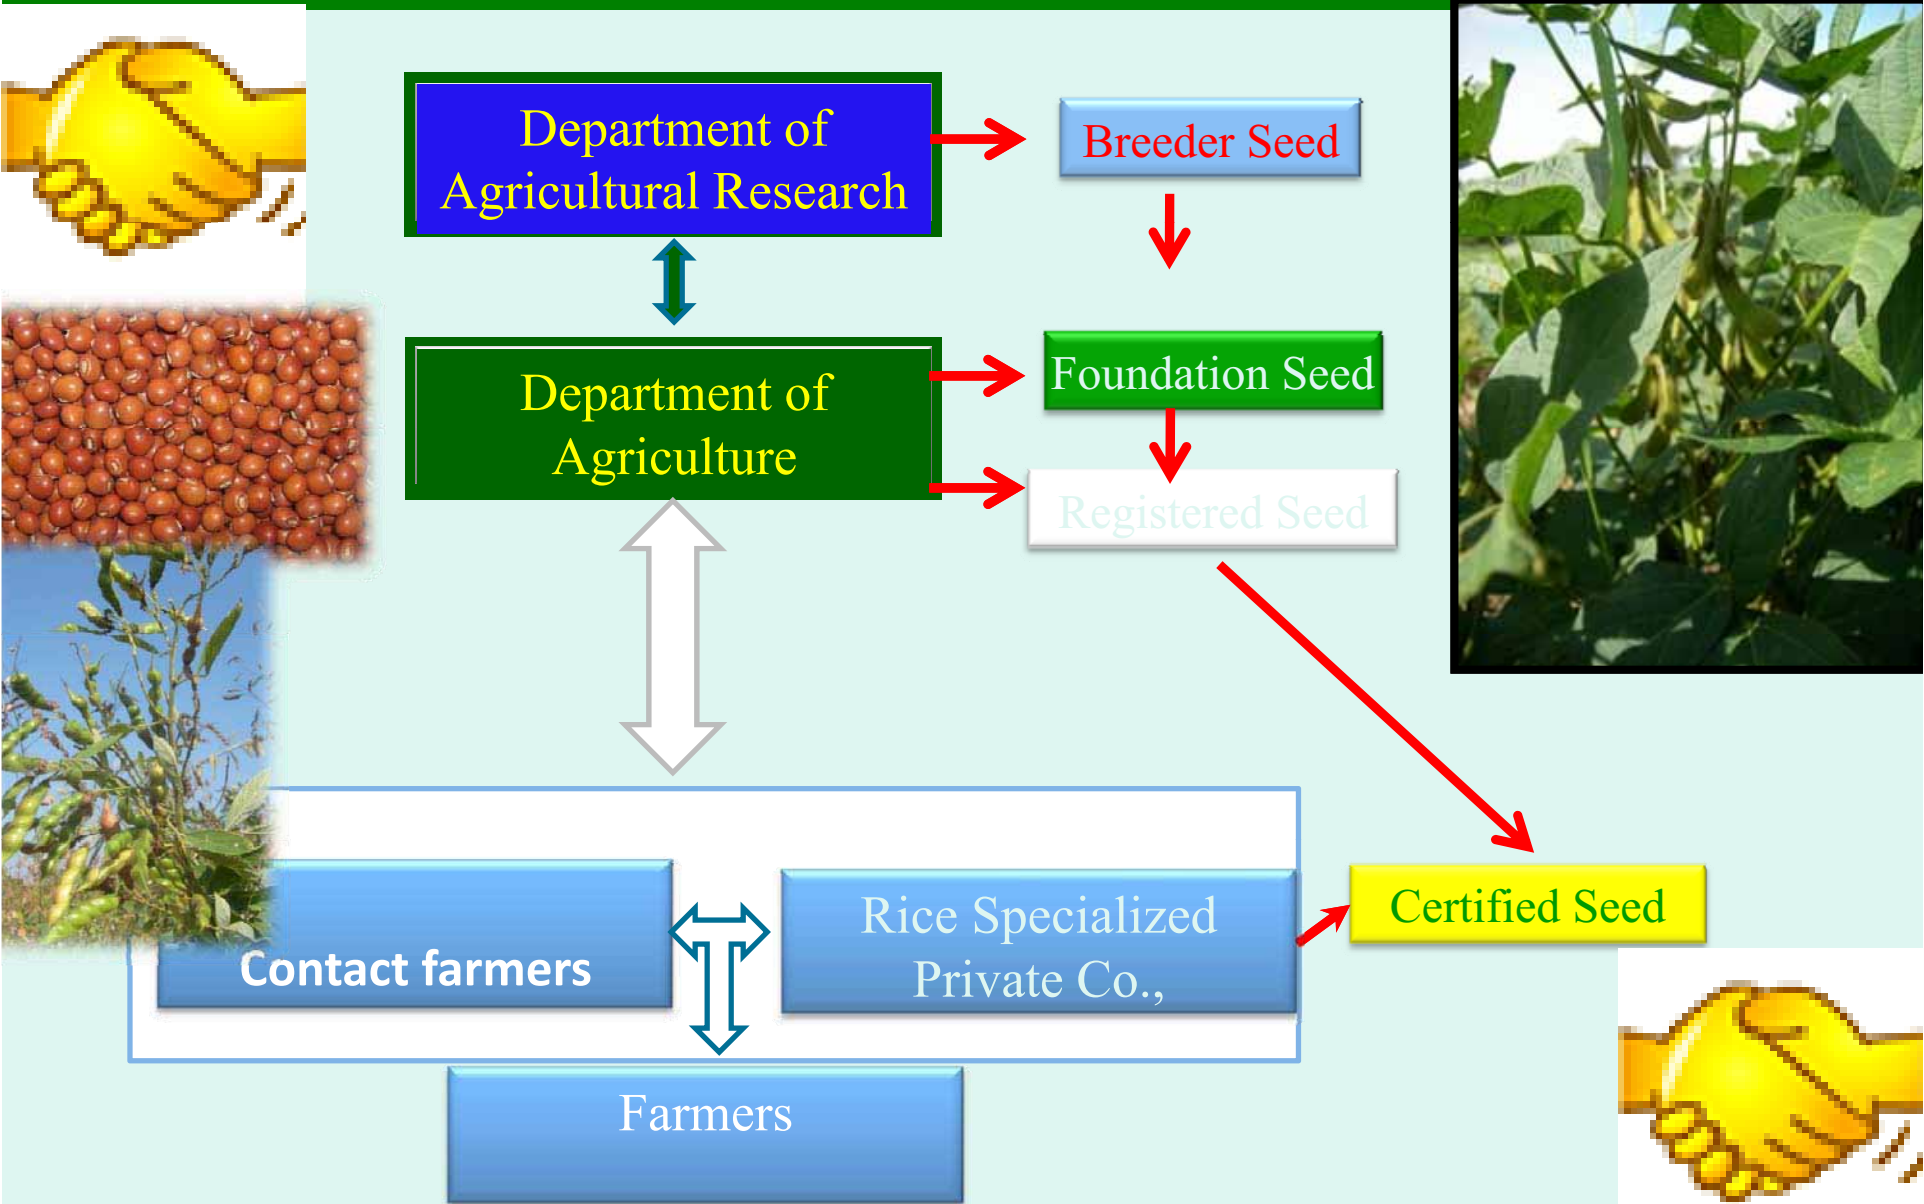 Department of
Agricultural Research
Breeder Seed
Department of
Agriculture
Foundation Seed
Registered Seed
Contact farmers
Rice Specialized
Private Co.,
Certified Seed
Farmers